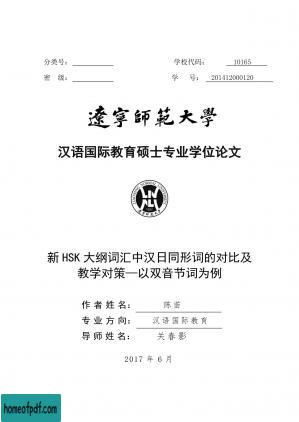 分类号： 学校代码： 10165
密 级： 学 号： 201412000120
遼寧師範大學
汉语国际教育硕士专业学位论文
新 HSK 大纲词汇中汉日同形词的对比及
教学对策—以双音节词为例
作 者 姓 名：
专 业 方 向： 汉语国际教育
导 师 姓 名： 关春影
2017 年 6 月
homeofpdf.com